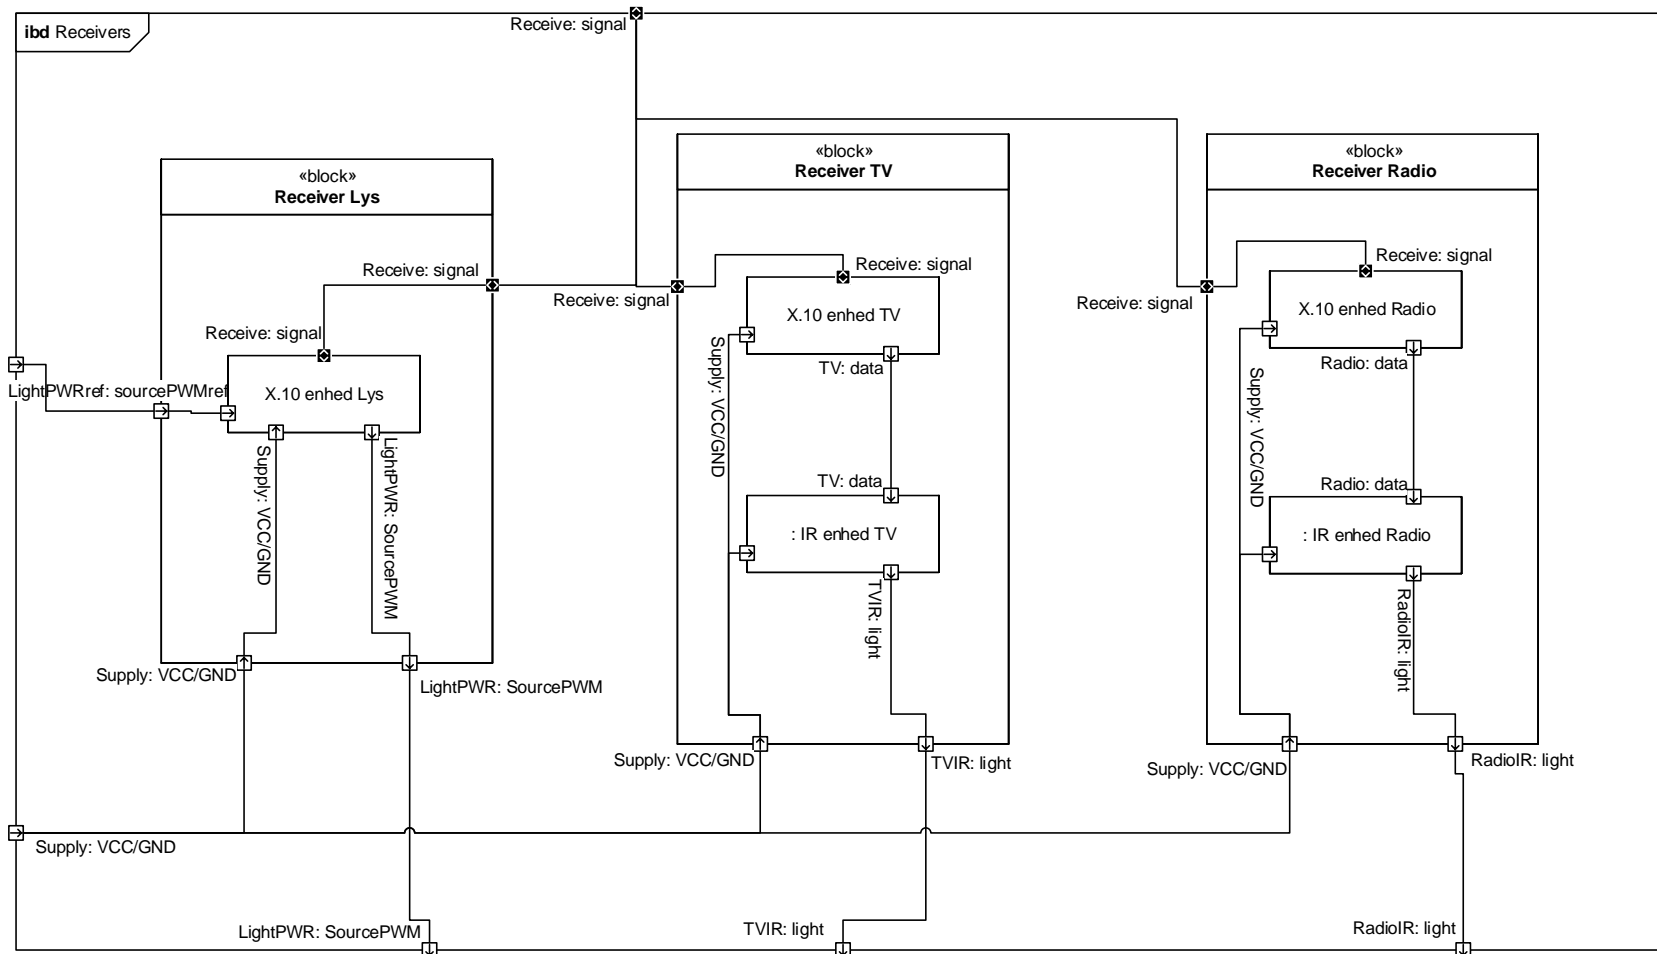 Receive: signal
ibd Receivers
«block»
Receiver TV
«block»
Receiver Radio
«block»
Receiver Lys
Receive: signal
Receive: signal
Receive: signal
Receive: signal
Receive: signal
Receive: signal
X.10 enhed TV
X.10 enhed Radio
Receive: signal
Supply: VCC/GND
TV: data
Supply: VCC/GND
Radio: data
LightPWRref: sourcePWMref
X.10 enhed Lys
Supply: VCC/GND
LightPWR: SourcePWM
TV: data
Radio: data
: IR enhed TV
: IR enhed Radio
TVIR: light
RadioIR: light
Supply: VCC/GND
LightPWR: SourcePWM
Supply: VCC/GND
TVIR: light
Supply: VCC/GND
RadioIR: light
Supply: VCC/GND
LightPWR: SourcePWM
TVIR: light
RadioIR: light